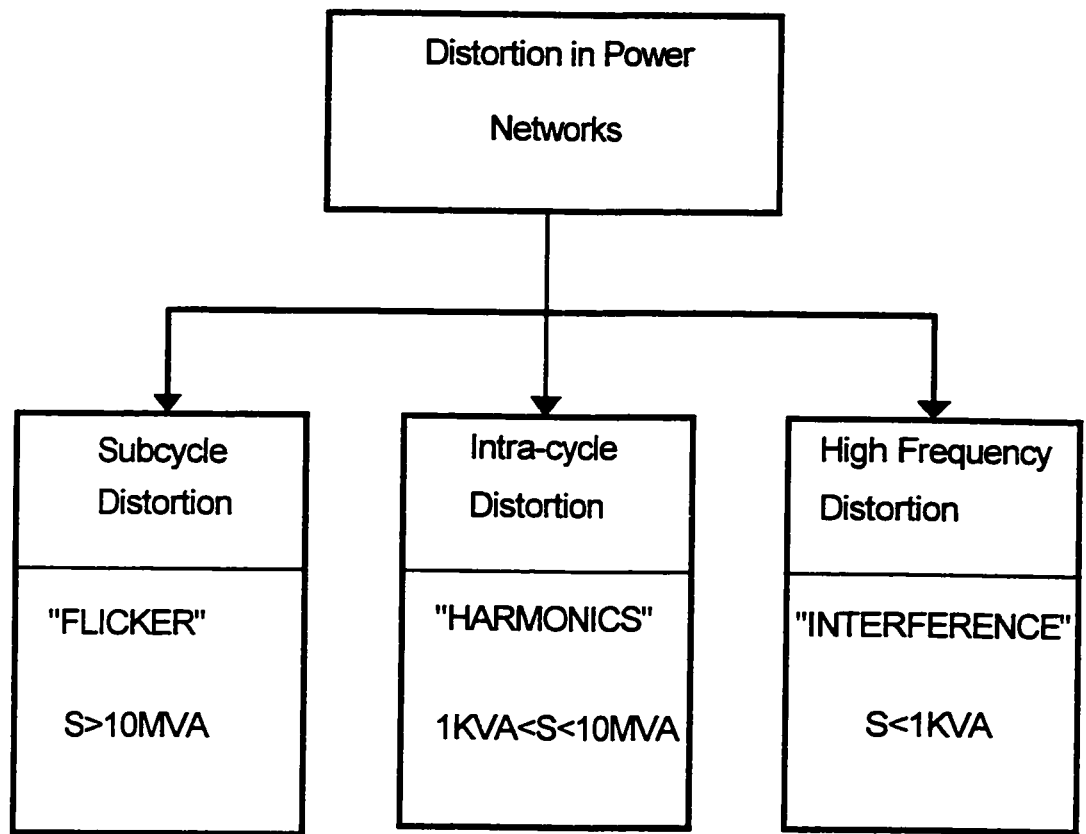 Distortion in Power
Networks
Subcycle
Distortion
"FLICKER"
S>10MVA
Intra-cycle
Distortion
"HARMONICS"
1KVA<S<10MVA
High Frequency
Distortion
"INTERFERENCE"
S<1KVA